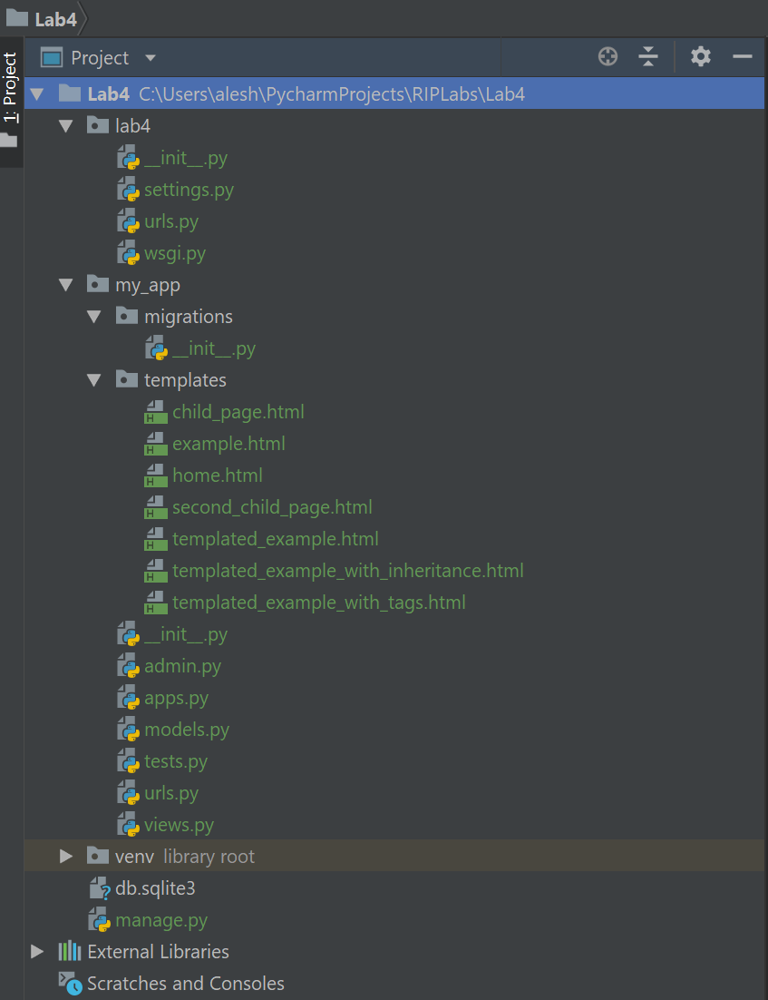 Lab4
1: Project
Project
Lab4 C:\Users\alesh\PycharmProjects\RIPLabs\Lab4
lab4
__init__.py
settings.py
urls.py
wsgi.py
my_app
migrations
__init__.py
templates
child_page.html
example.html
home.html
second_child_page.html
templated_example.html
templated_example_with_inheritance.html
templated_example_with_tags.html
__init__.py
admin.py
apps.py
models.py
tests.py
urls.py
views.py
venv library root
db.sqlite3
manage.py
External Libraries
Scratches and Consoles